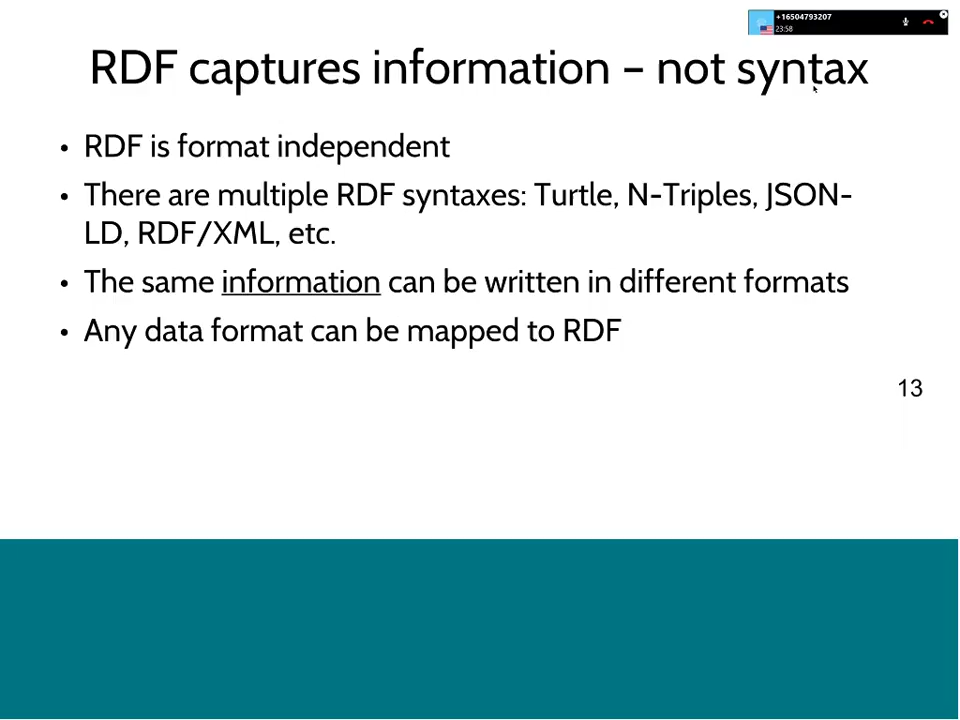 +16504793207
23:58
RDF captures information – not syntax
• RDF is format independent
• There are multiple RDF syntaxes: Turtle, N-Triples, JSON-
LD, RDF/XML, etc.
• The same information can be written in different formats
• Any data format can be mapped to RDF
13